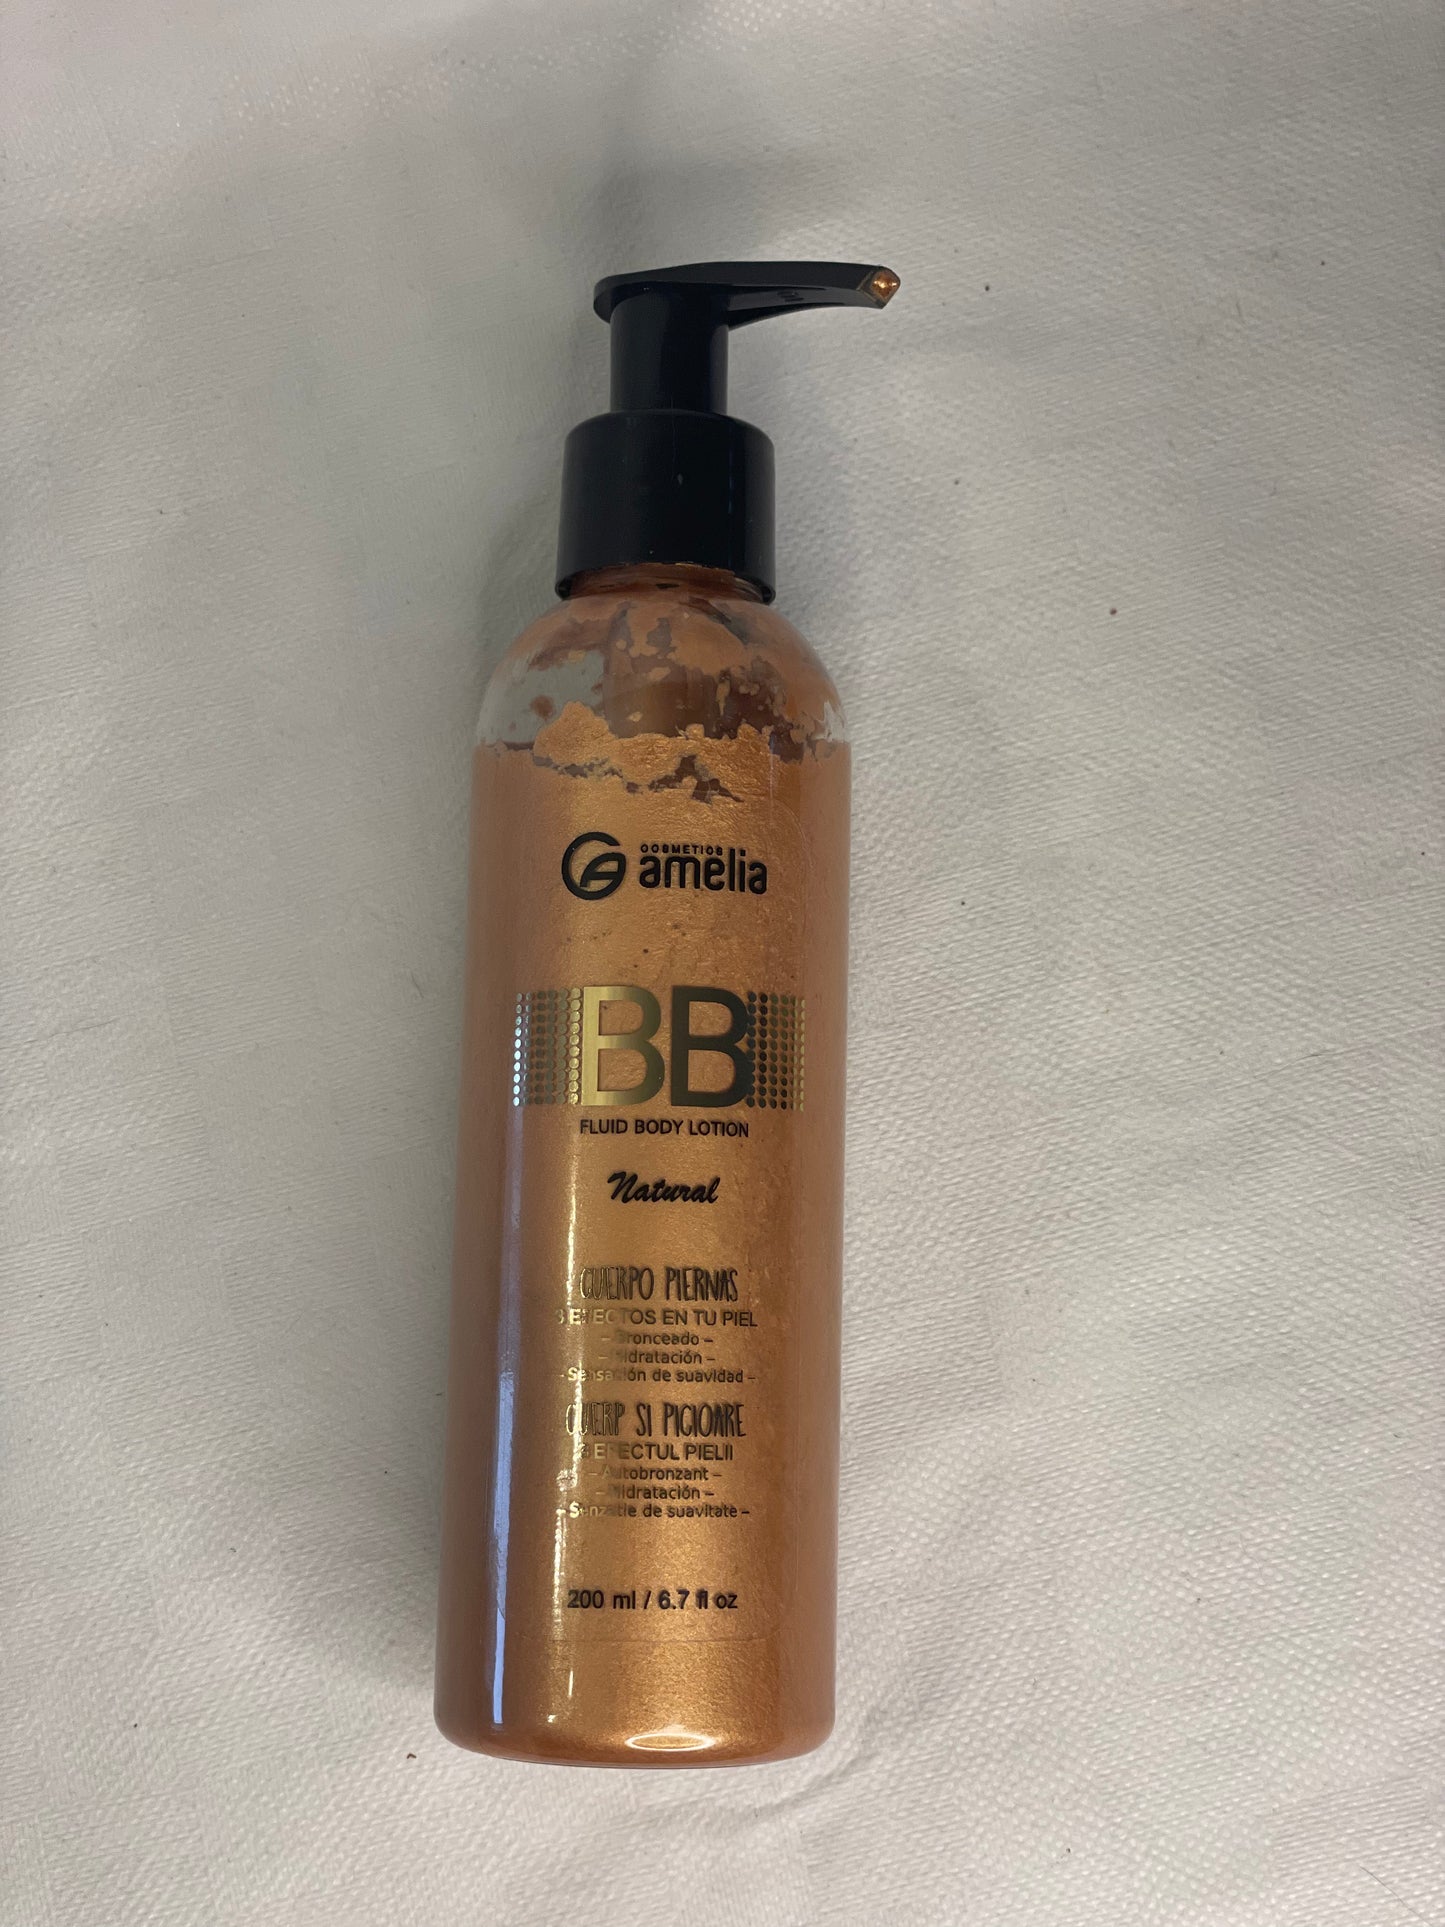 COSMETICS
amelia
BB
FLUID BODY LOTION
Natural
CUERPO PIERNAS
3 EFECTOS EN TU PIEL
– Bronceado –
– Hidratación –
- Sensación de suavidad –
CUERP SI PICIOARE
3 EFECTUL PIELII
– Autobronzant –
– Hidratación –
– Senzatie de suavitate –
200 ml / 6.7 fl oz